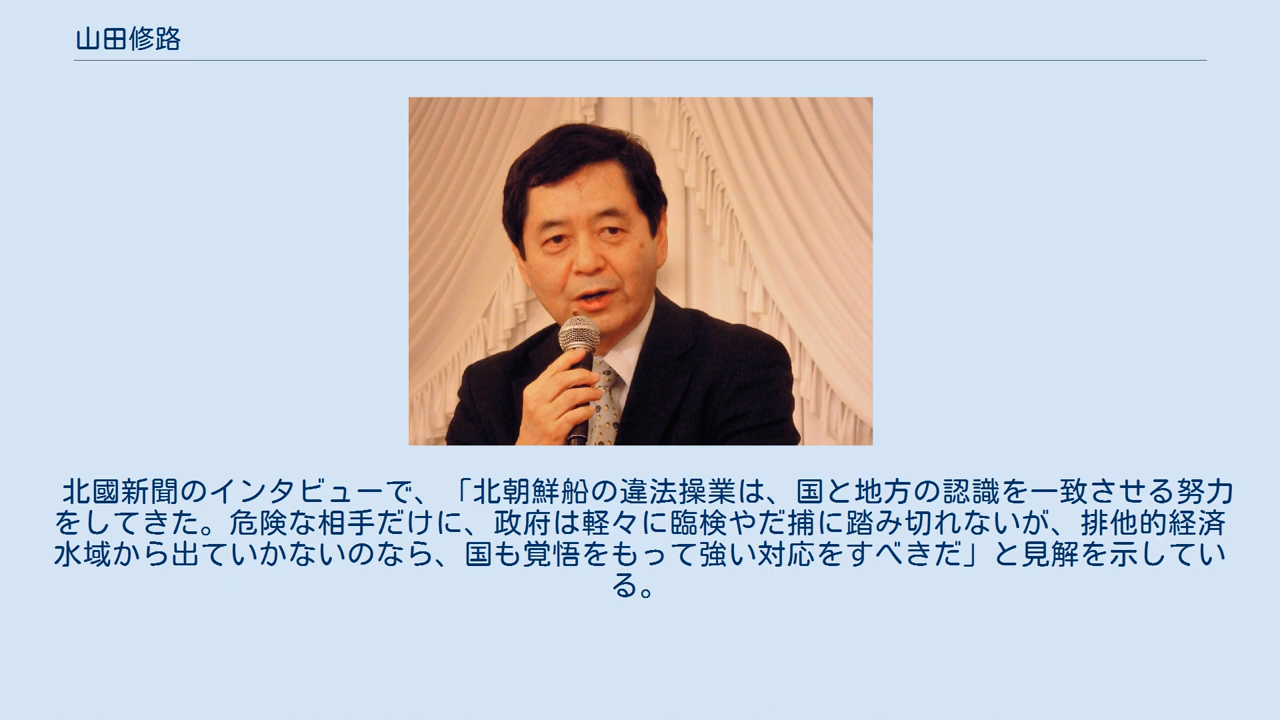 山田修路
北國新聞のインタビューで、「北朝鮮船の違法操業は、国と地方の認識を一致させる努力
をしてきた。危険な相手だけに、政府は軽々に臨検やだ捕に踏み切れないが、排他的経済
水域から出ていかないのなら、国も覚悟をもって強い対応をすべきだ」と見解を示してい
る。